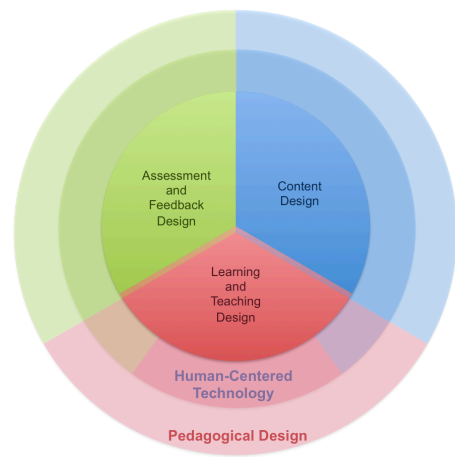 Assessment
and
Feedback
Design
Content
Design
Learning
and
Teaching
Design
Human-Centered
Technology
Pedagogical Design